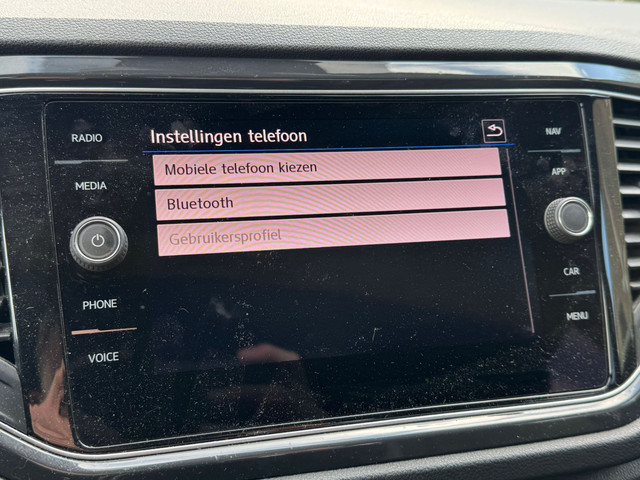 Instellingen telefoon
Mobiele telefoon kiezen
Bluetooth
Gebruikersprofiel
RADIO
MEDIA
PHONE
VOICE
NAV
APP
CAR
MENU